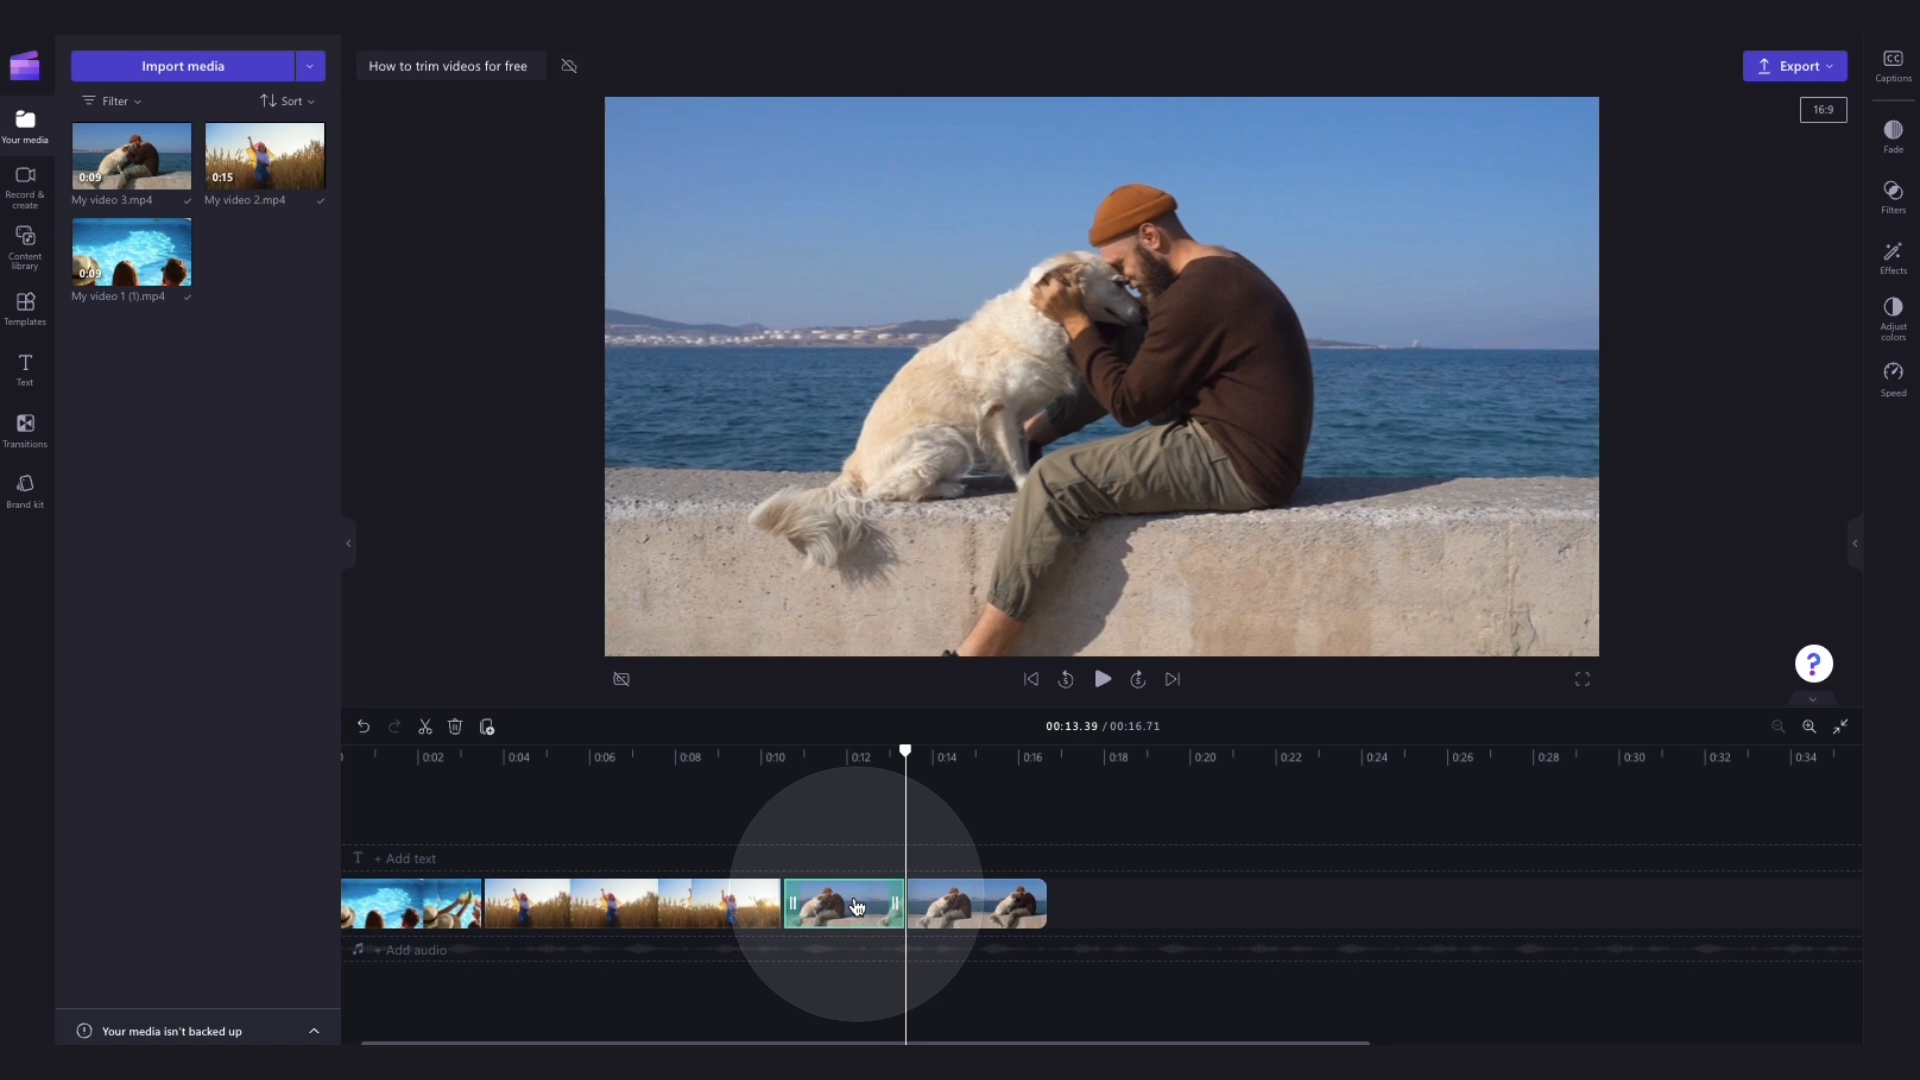 Import media
How to trim videos for free
Export
CC
Captions
Filter
Sort
16:9
Your media
0:09
0:15
My video 3.mp4
My video 2.mp4
Fade
Record &
create
Filters
Content
library
0:09
My video 1 (1).mp4
Effects
Templates
Adjust
colors
Text
Speed
Transitions
Brand kit
?
5
5
00:13.39 / 00:16.71
0:02
0:04
0:06
0:08
0:10
0:12
0:14
0:16
0:18
0:20
0:22
0:24
0:26
0:28
0:30
0:32
0:34
T + Add text
+ Add audio
Your media isn't backed up